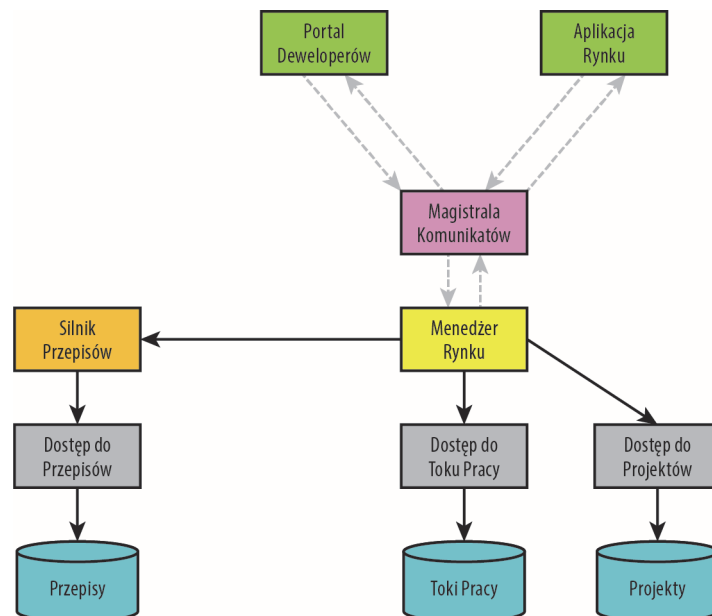 Portal
Deweloperów
Aplikacja
Rynku
Magistrala
Komunikatów
Silnik
Przepisów
Menedżer
Rynku
Dostęp do
Przepisów
Dostęp do
Toku Pracy
Dostęp do
Projektów
Przepisy
Toki Pracy
Projekty